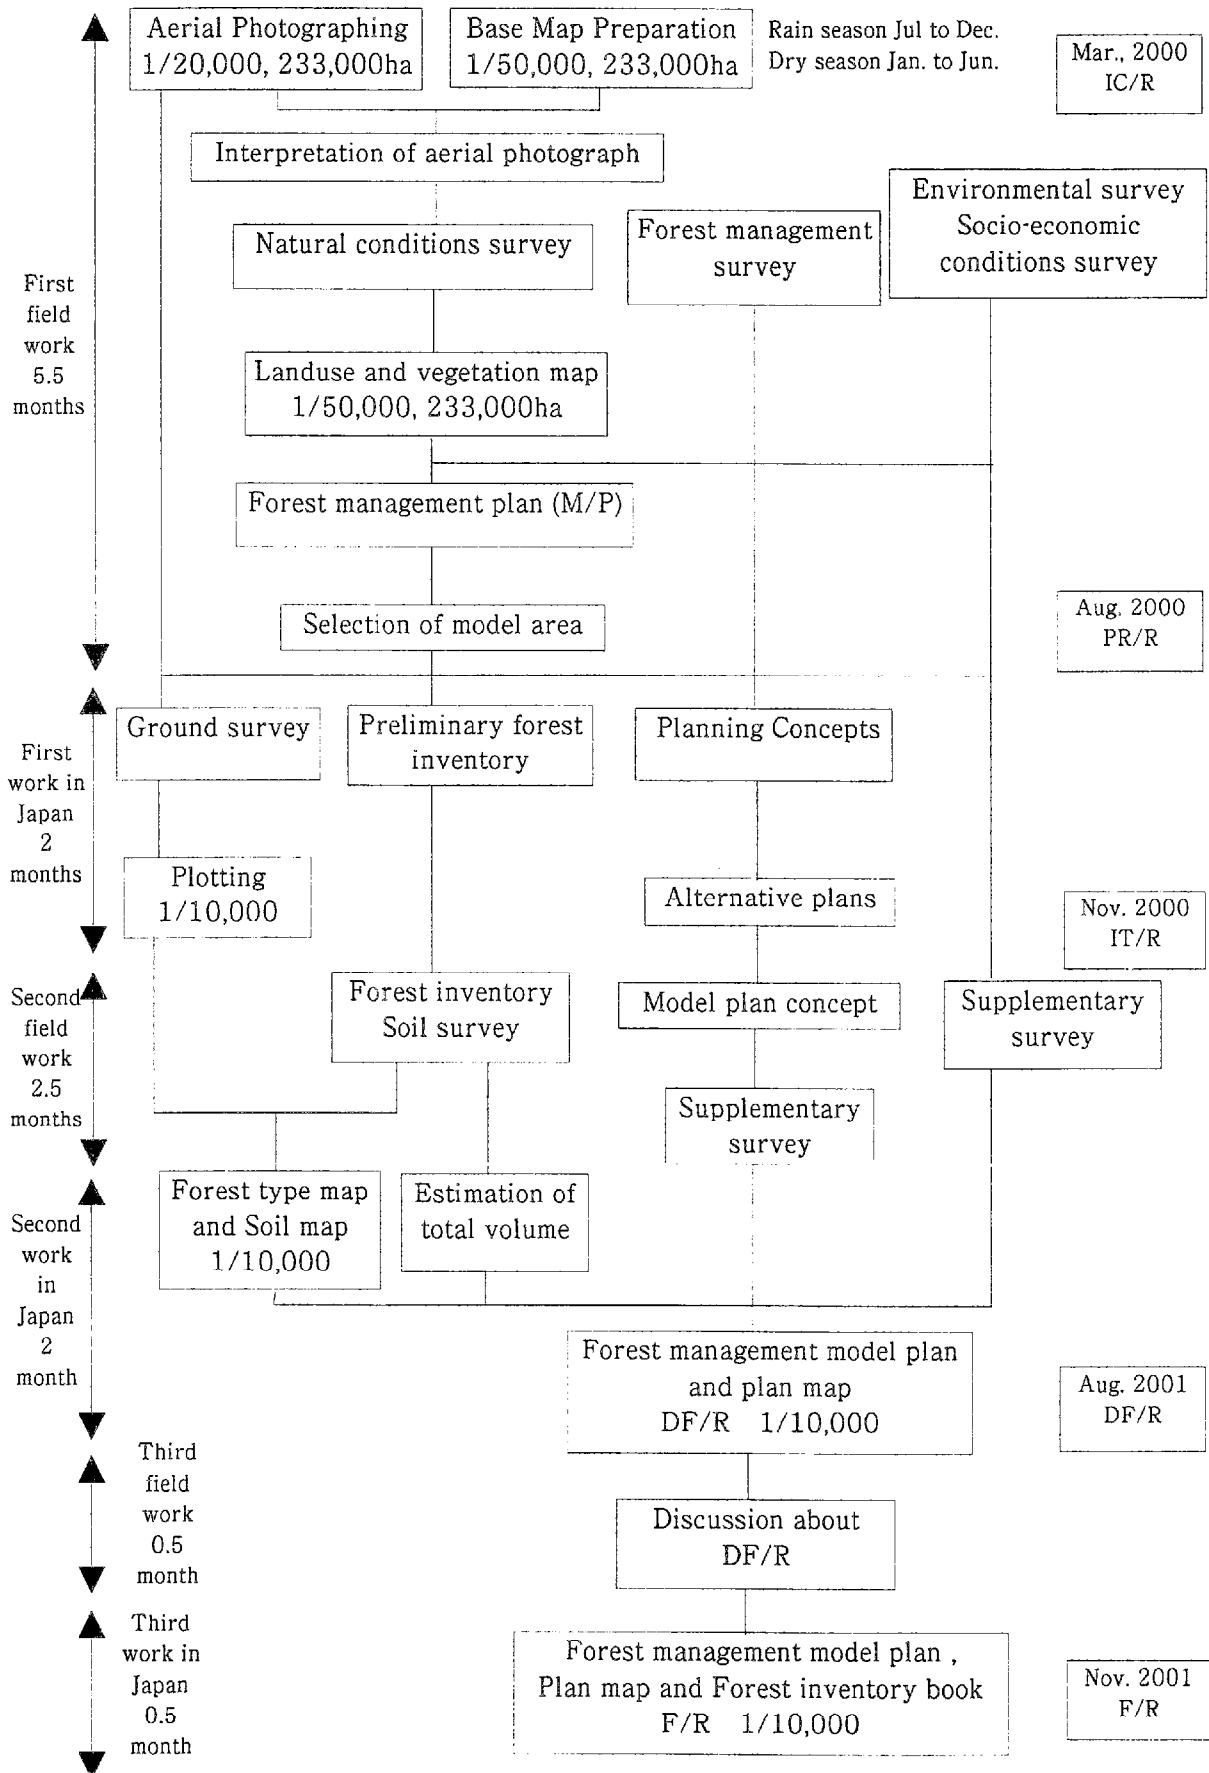 Aerial Photographing
1/20,000, 233,000ha
Base Map Preparation
1/50,000, 233,000ha
Rain season Jul to Dec.
Dry season Jan. to Jun.
Mar., 2000
IC/R
Interpretation of aerial photograph
Natural conditions survey
Forest management
survey
Environmental survey
Socio-economic
conditions survey
First
field
work
5.5
months
Landuse and vegetation map
1/50,000, 233,000ha
Forest management plan (M/P)
Selection of model area
Aug. 2000
PR/R
First
work in
Japan
2
months
Ground survey
Preliminary forest
inventory
Planning Concepts
Plotting
1/10,000
Alternative plans
Nov. 2000
IT/R
Second
field
work
2.5
months
Forest inventory
Soil survey
Model plan concept
Supplementary
survey
Supplementary
survey
Second
work
in
Japan
2
month
Forest type map
and Soil map
1/10,000
Estimation of
total volume
Forest management model plan
and plan map
DF/R 1/10,000
Aug. 2001
DF/R
Third
field
work
0.5
month
Discussion about
DF/R
Third
work in
Japan
0.5
month
Forest management model plan ,
Plan map and Forest inventory book
F/R 1/10,000
Nov. 2001
F/R